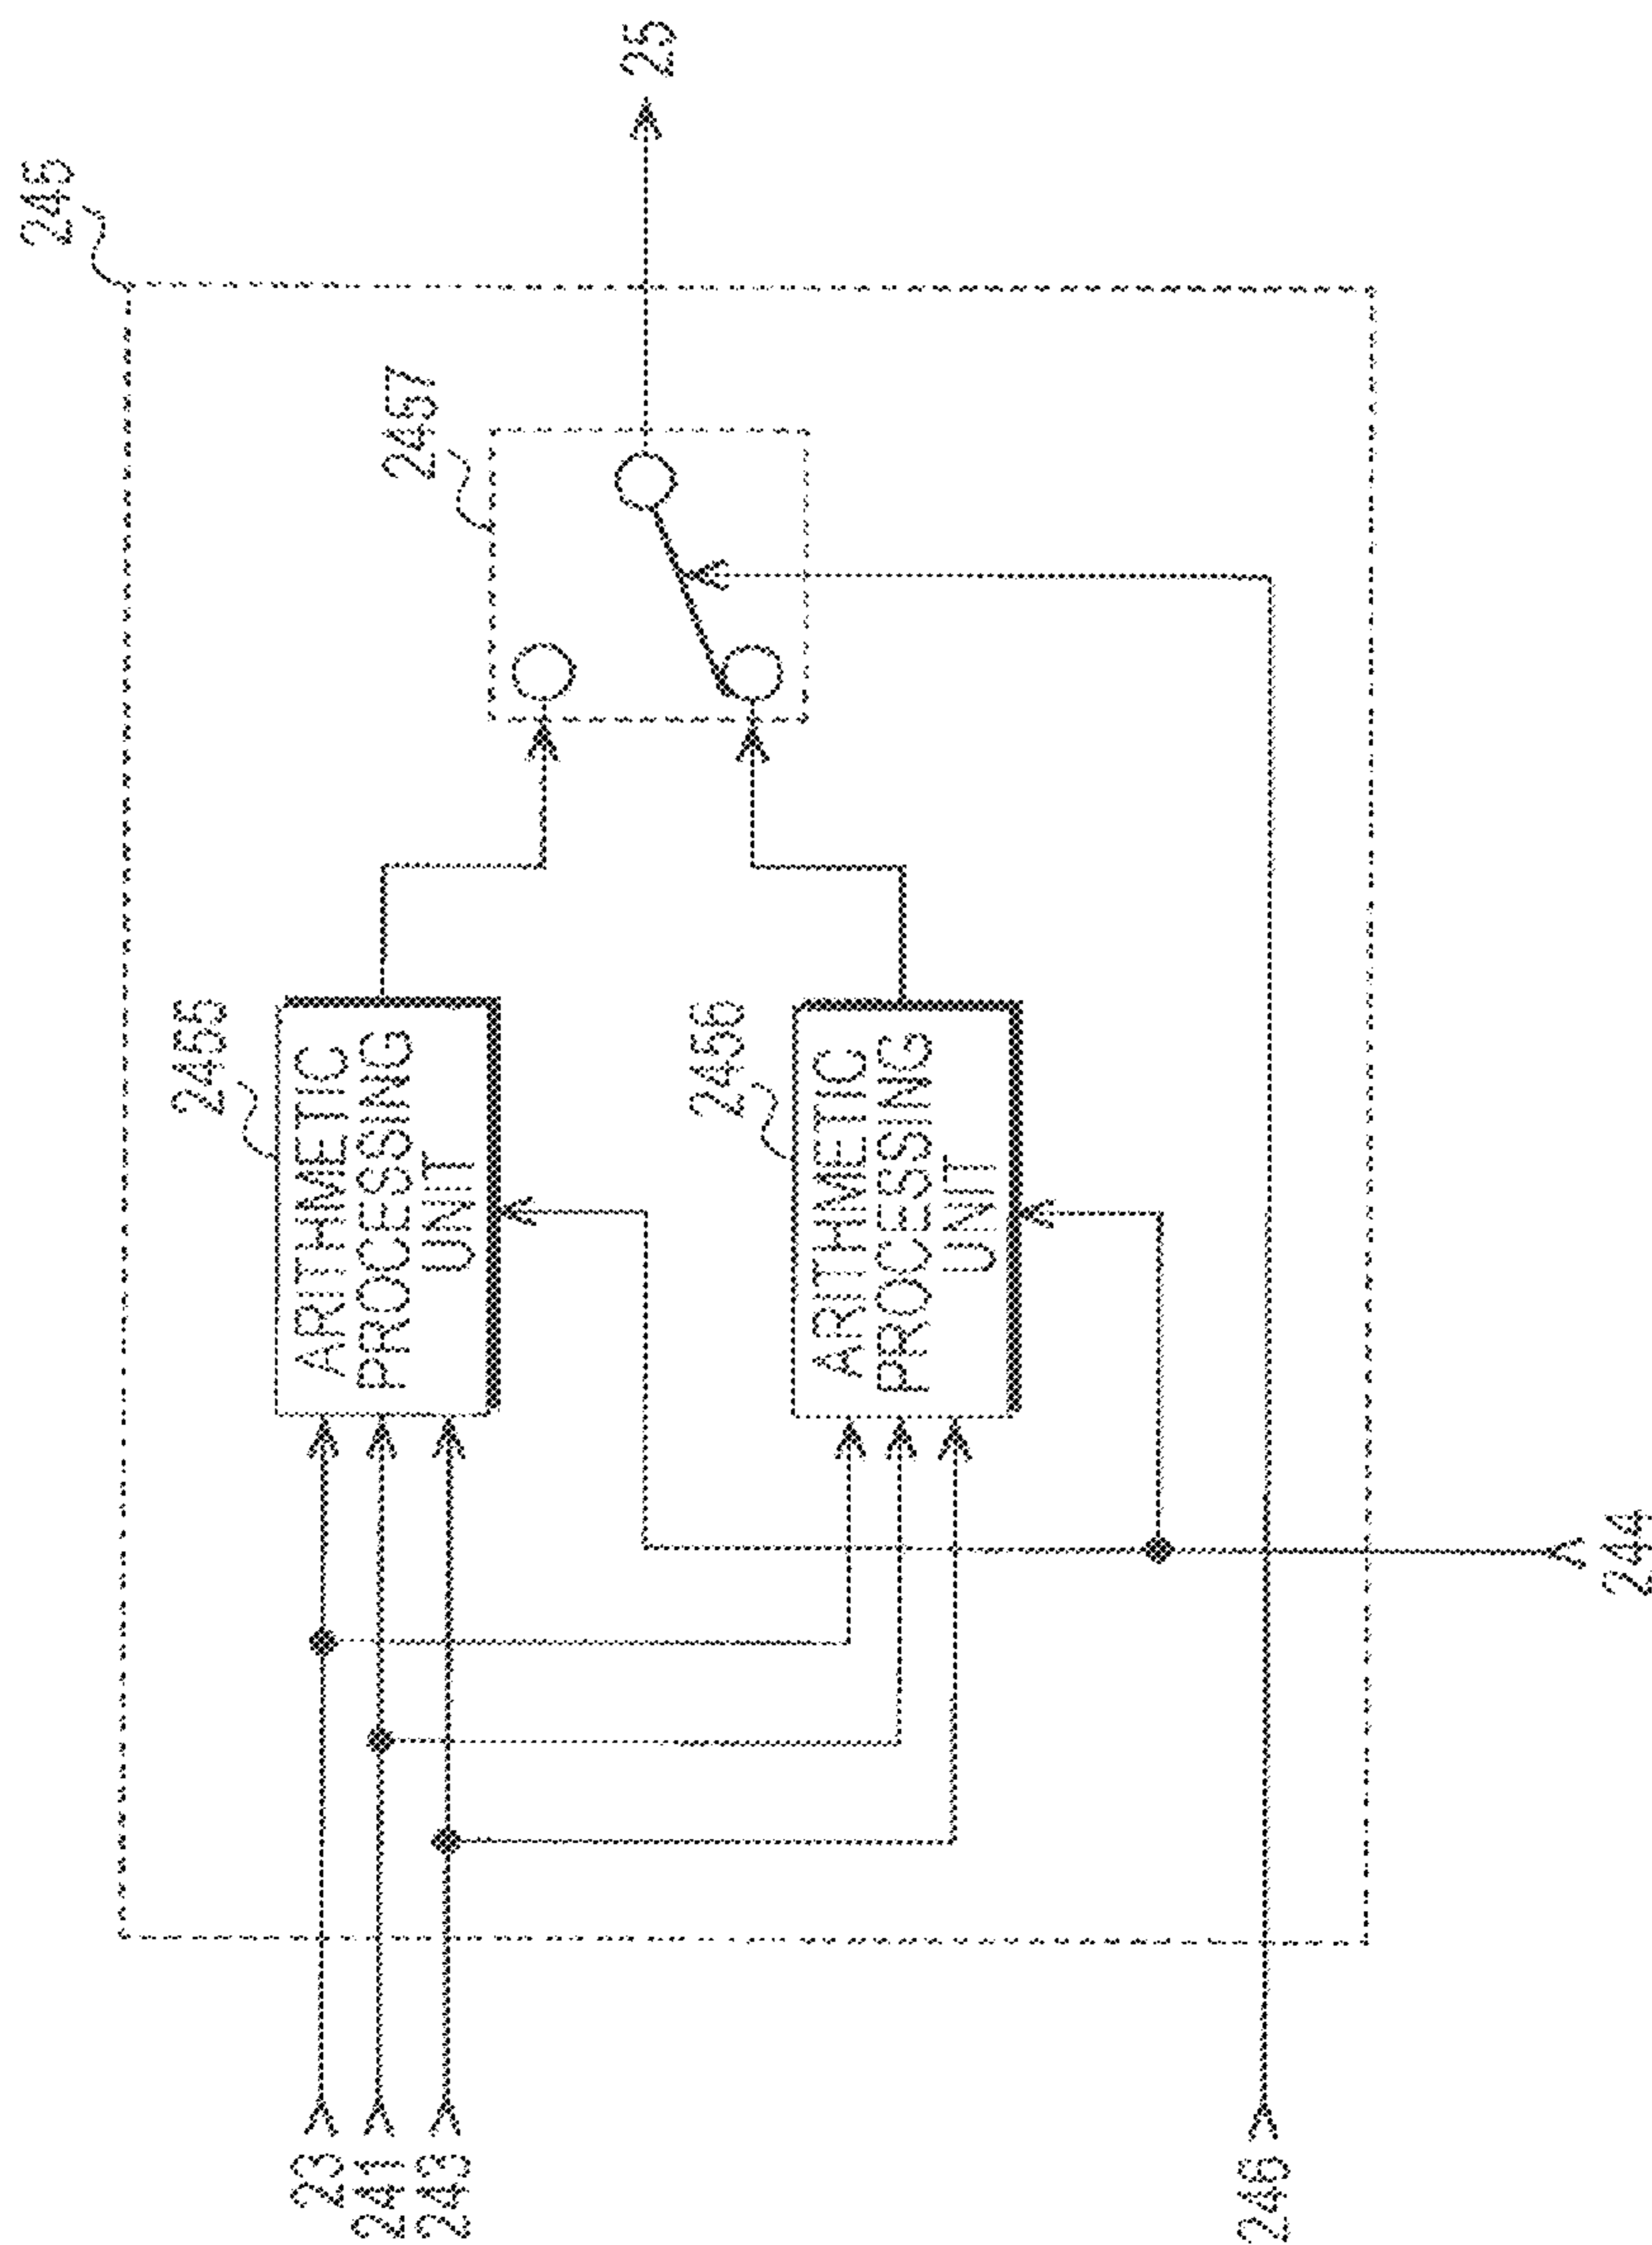 245
25
2457
2455
ARITHMETIC
PROCESSING
UNIT
2456
ARITHMETIC
PROCESSING
UNIT
23
241
243
246
244